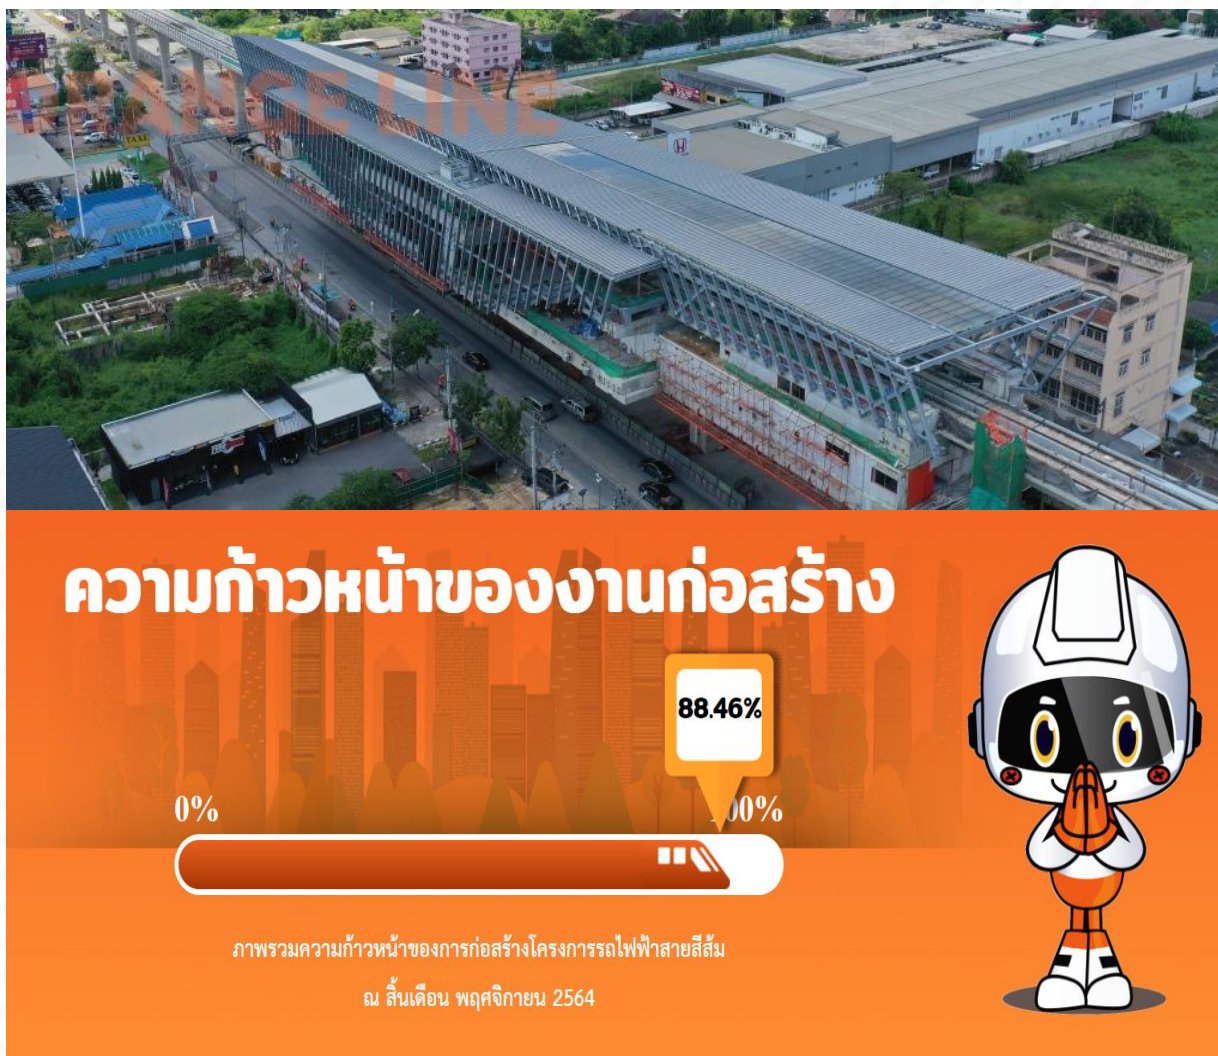 ORANGE LINE
TAXI
ความก้าวหน้าของงานก่อสร้าง
88.46%
0%
100%
ภาพรวมความก้าวหน้าของการก่อสร้างโครงการรถไฟฟ้าสายสีส้ม
ณ สิ้นเดือน พฤศจิกายน 2564